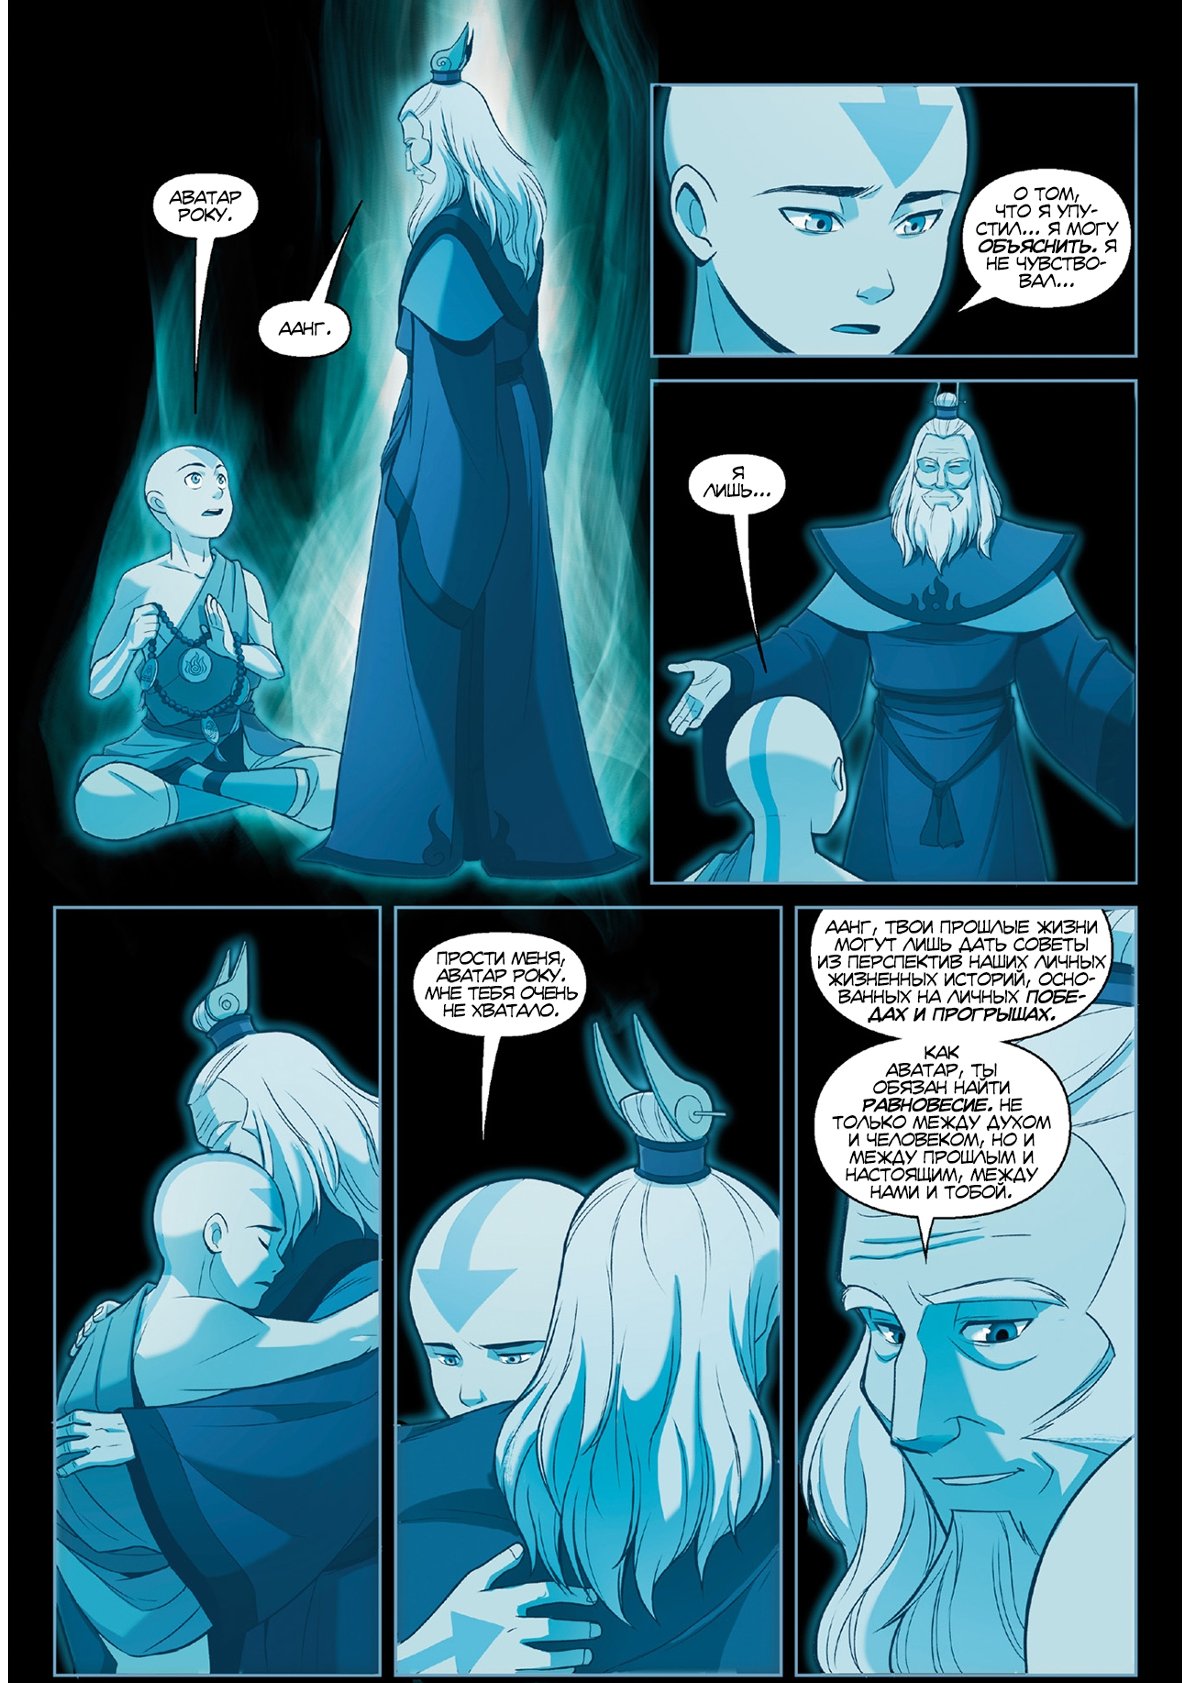 АВАТАР
РОКУ.
ААНГ.
О ТОМ,
ЧТО Я УПУ-
СТИЛ... Я МОГУ
ОБЪЯСНИТЬ. Я
НЕ ЧУВСТВО-
ВАЛ...
Я
ЛИШЬ...
ПРОСТИ МЕНЯ,
АВАТАР РОКУ.
МНЕ ТЕБЯ ОЧЕНЬ
НЕ ХВАТАЛО.
ААНГ, ТВОИ ПРОШЛЫЕ ЖИЗНИ
МОГУТ ЛИШЬ ДАТЬ СОВЕТЫ
ИЗ ПЕРСПЕКТИВ НАШИХ ЛИЧНЫХ
ЖИЗНЕННЫХ ИСТОРИЙ, ОСНО-
ВАННЫХ НА ЛИЧНЫХ ПОБЕ-
ДАХ И ПРОГРЫШАХ.
КАК
АВАТАР, ТЫ
ОБЯЗАН НАЙТИ
РАВНОВЕСИЕ. НЕ
ТОЛЬКО МЕЖДУ ДУХОМ
И ЧЕЛОВЕКОМ, НО И
МЕЖДУ ПРОШЛЫМ И
НАСТОЯЩИМ, МЕЖДУ
НАМИ И ТОБОЙ.